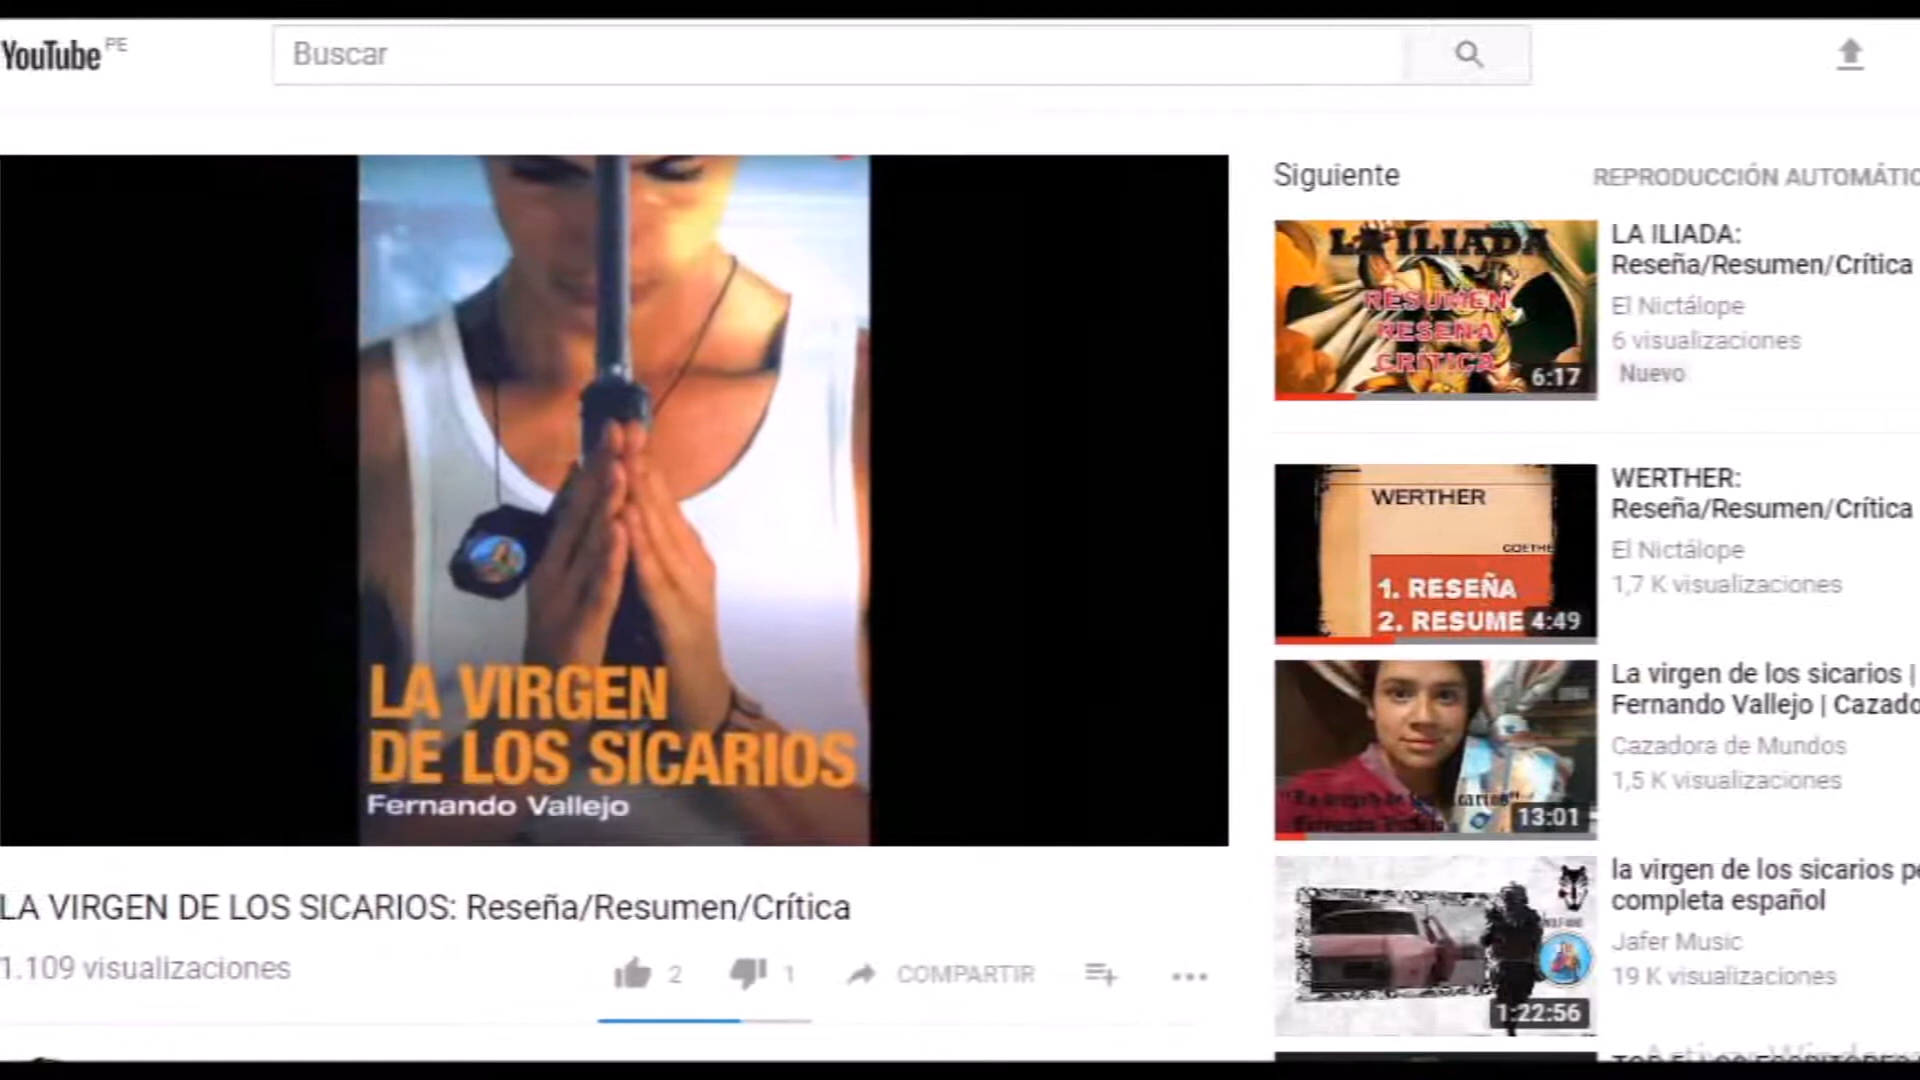 YouTube PE
Buscar
LA VIRGEN
DE LOS SICARIOS
Fernando Vallejo
LA VIRGEN DE LOS SICARIOS: Reseña/Resumen/Crítica
1.109 visualizaciones
2
1
COMPARTIR
Siguiente
REPRODUCCIÓN
LA ILIADA
RESUMEN
RESEÑA
CRÍTICA
6:17
LA ILIADA:
Reseña/Resumen/Crítica
El Nictálope
6 visualizaciones
Nuevo
WERTHER
GOETHE
1. RESEÑA
2. RESUME
4:49
WERTHER:
Reseña/Resumen/Crítica
El Nictálope
1,7 K visualizaciones
13:01
La virgen de los sicarios |
Fernando Vallejo | Cazado
Cazadora de Mundos
1,5 K visualizaciones
1:22:56
la virgen de los sicarios pe
completa español
Jafer Music
19 K visualizaciones